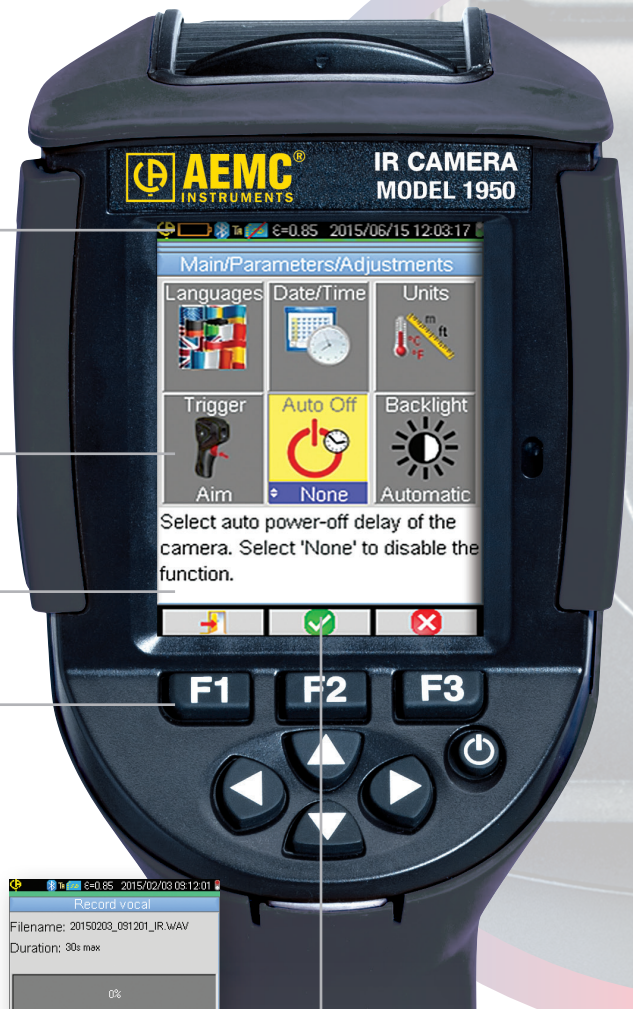 AEMC®
INSTRUMENTS
IR CAMERA
MODEL 1950
ε=0.85 2015/06/15 12:03:17
Main/Parameters/Adjustments
Languages Date/Time Units
m
ft
°C
°F
Trigger Auto Off Backlight
Aim None Automatic
Select auto power-off delay of the
camera. Select 'None' to disable the
function.
F1 F2 F3
ε=0.85 2015/02/03 09:12:01
Record vocal
Filename: 20150203_091201_IR.WAV
Duration: 30s max
0%